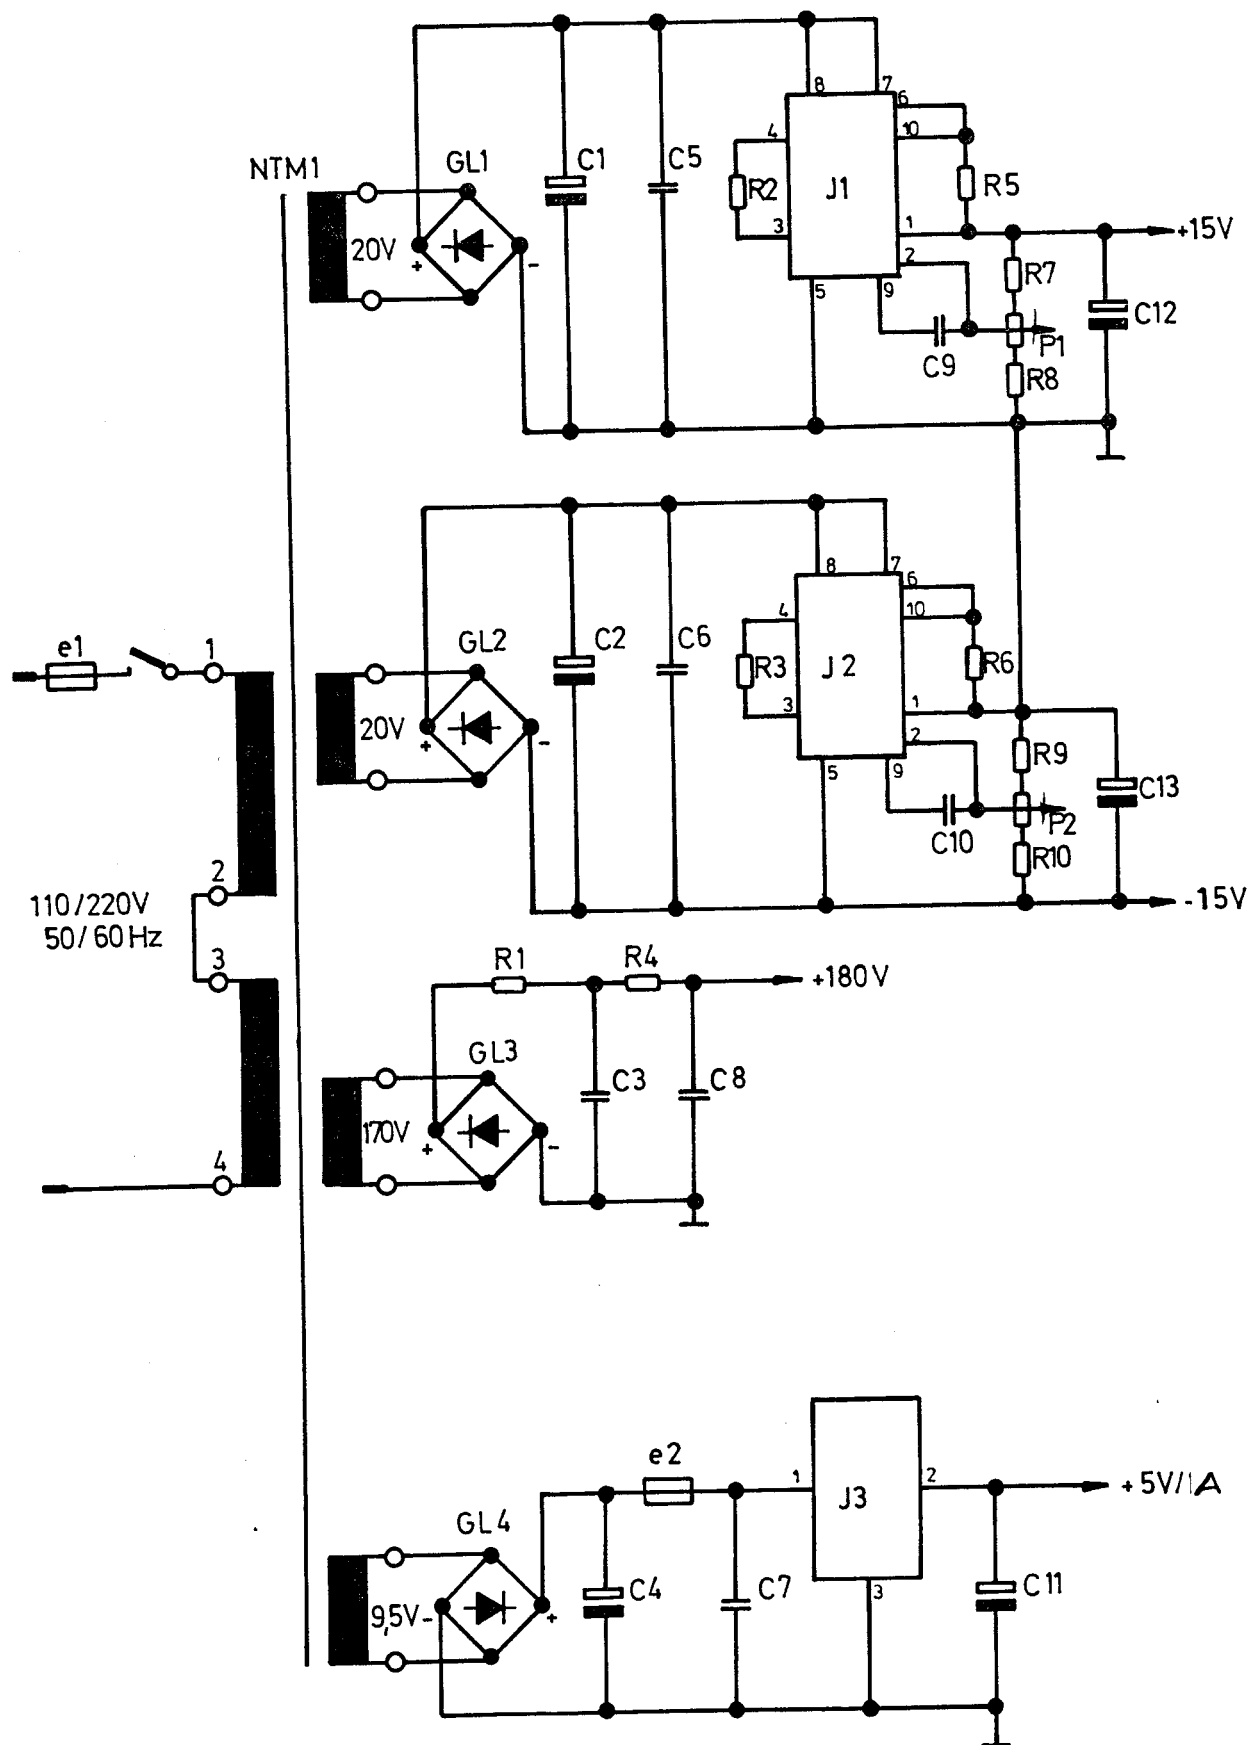 8
7
6
4
10
NTM1
GL1
C1
C5
R2
J1
R5
3
1
+15V
20V
2
R7
+
-
5
9
C12
P1
C9
R8
8
7
6
4
10
e1
1
GL2
C2
C6
R3
J2
R6
3
1
20V
2
R9
+
-
5
9
C13
P2
C10
R10
2
110/220V
-15V
50/60Hz
3
R1
R4
+180V
GL3
C3
C8
170V
+
-
4
e2
1
2
+5V/1A
J3
GL4
3
C4
C7
C11
9,5V
-
+